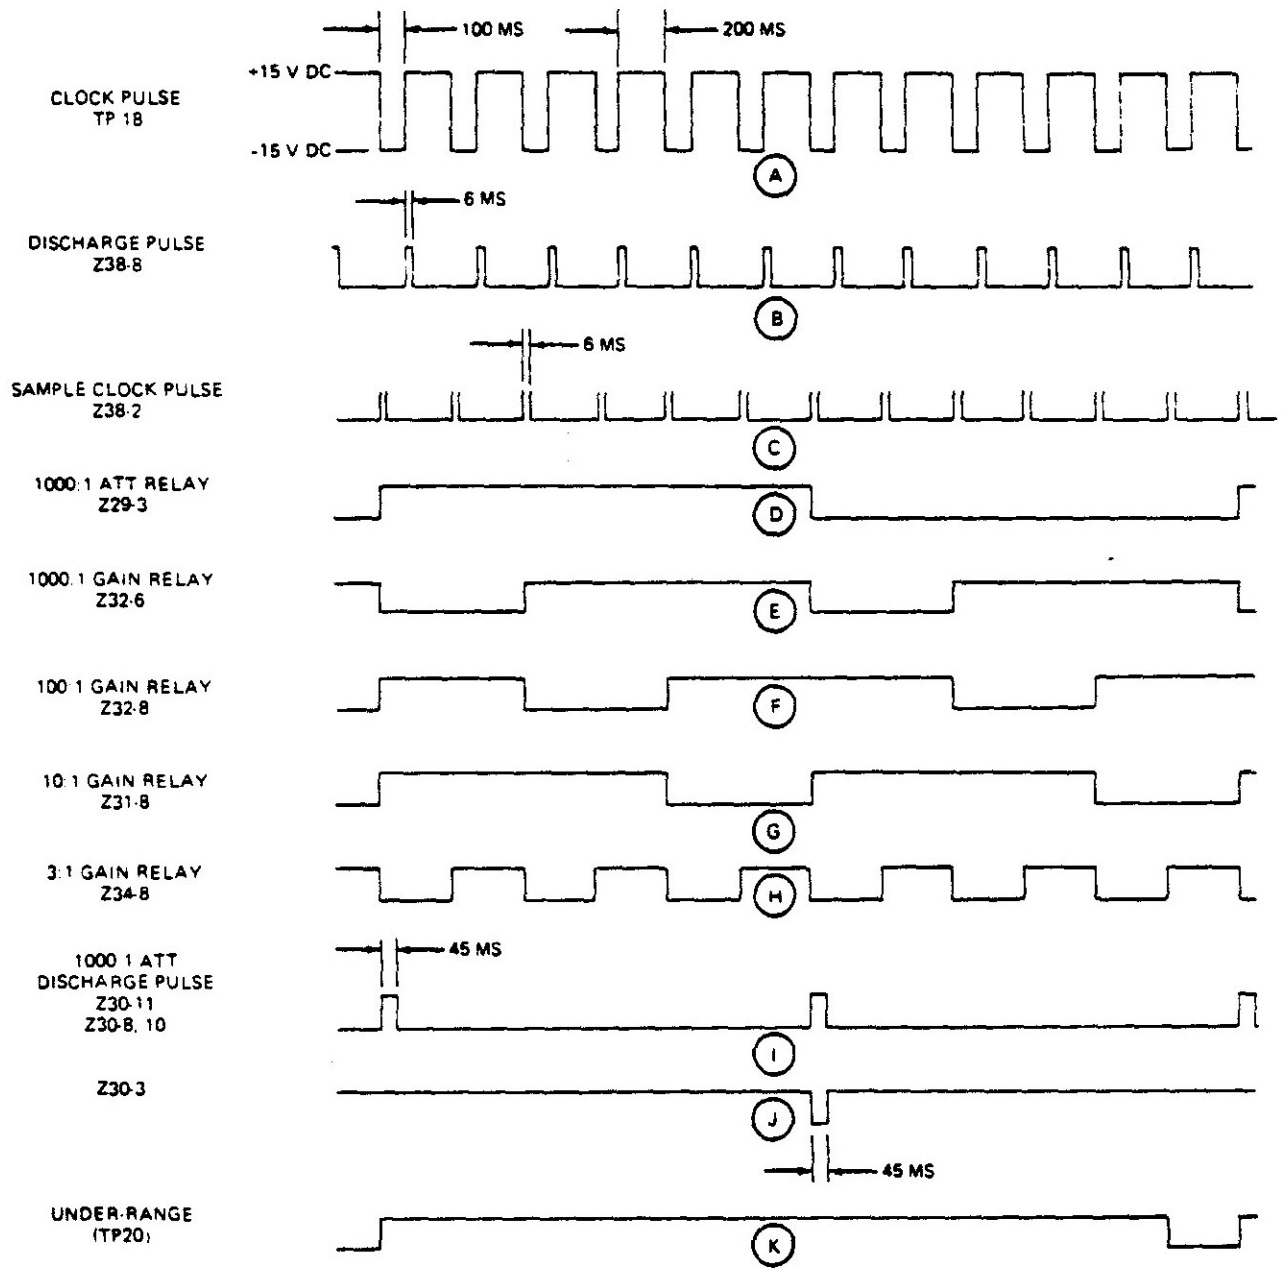 100 MS
200 MS
+15 V DC
CLOCK PULSE
TP 18
-15 V DC
A
6 MS
DISCHARGE PULSE
Z38-8
B
6 MS
SAMPLE CLOCK PULSE
Z38-2
C
1000:1 ATT RELAY
Z29-3
D
1000:1 GAIN RELAY
Z32-6
E
100:1 GAIN RELAY
Z32-8
F
10:1 GAIN RELAY
Z31-8
G
3:1 GAIN RELAY
Z34-8
H
45 MS
1000 1 ATT
DISCHARGE PULSE
Z30-11
Z30-8, 10
I
Z30-3
J
45 MS
UNDER-RANGE
(TP20)
K